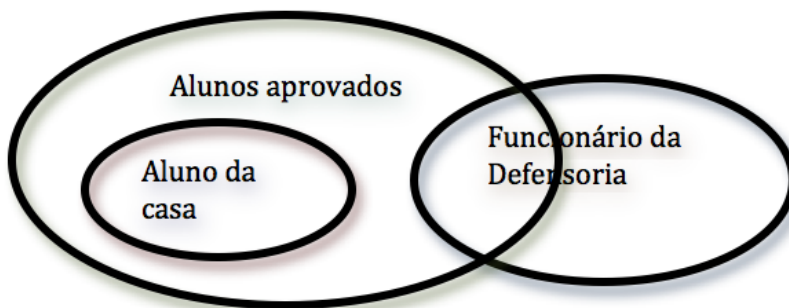 Alunos aprovados
Aluno da
casa
Funcionário da
Defensoria